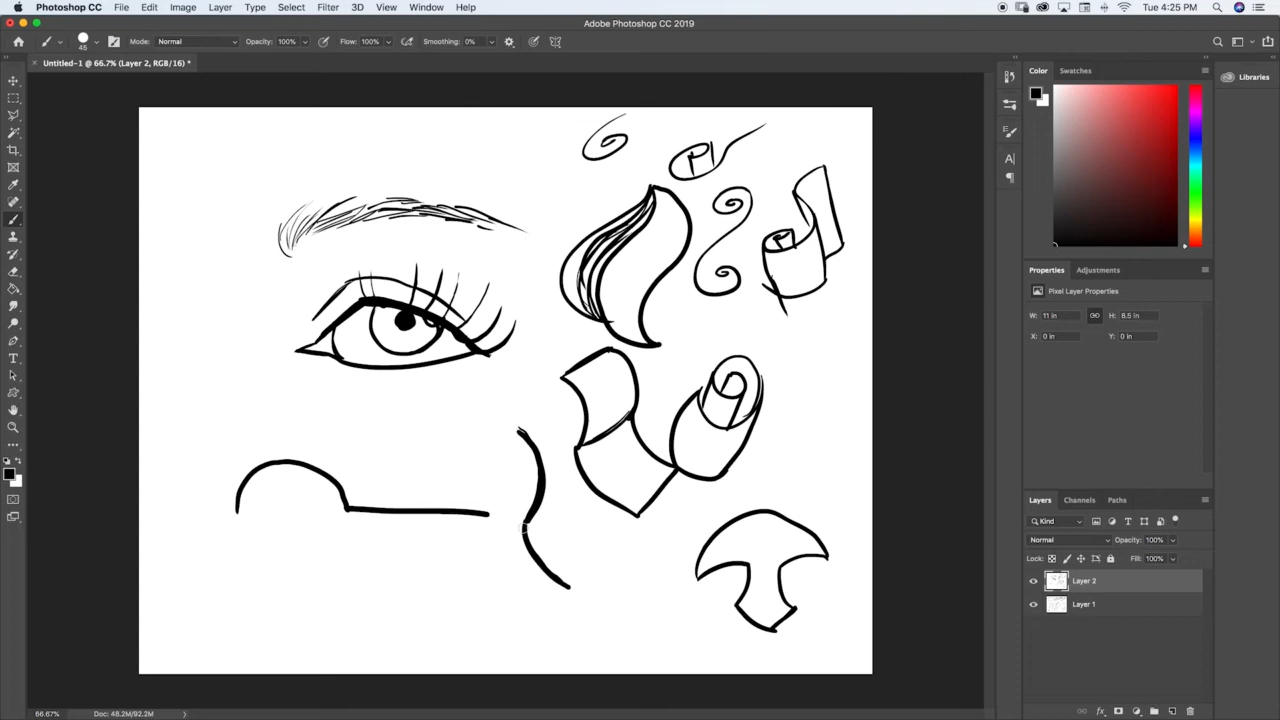 Photoshop CC File Edit Image Layer Type Select Filter 3D View Window Help Tue 4:25 PM
Adobe Photoshop CC 2019
45 Mode: Normal Opacity: 100% Flow: 100% Smoothing: 0%
Untitled-1 @ 66.7% (Layer 2, RGB/16) *
Color Swatches
Libraries
Properties Adjustments
Pixel Layer Properties
W: 11 in H: 8.5 in
X: 0 in Y: 0 in
Layers Channels Paths
Kind
Normal Opacity: 100%
Lock: Fill: 100%
Layer 2
Layer 1
66.67% Doc: 48.2M/92.2M